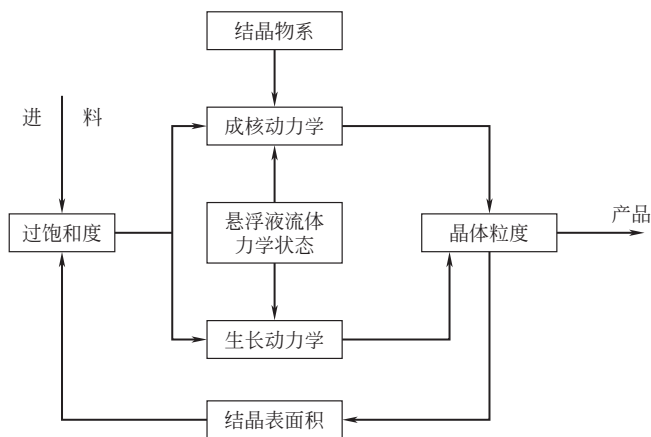 结晶物系
进 料
成核动力学
过饱和度
悬浮液流体
力学状态
晶体粒度
产品
生长动力学
结晶表面积